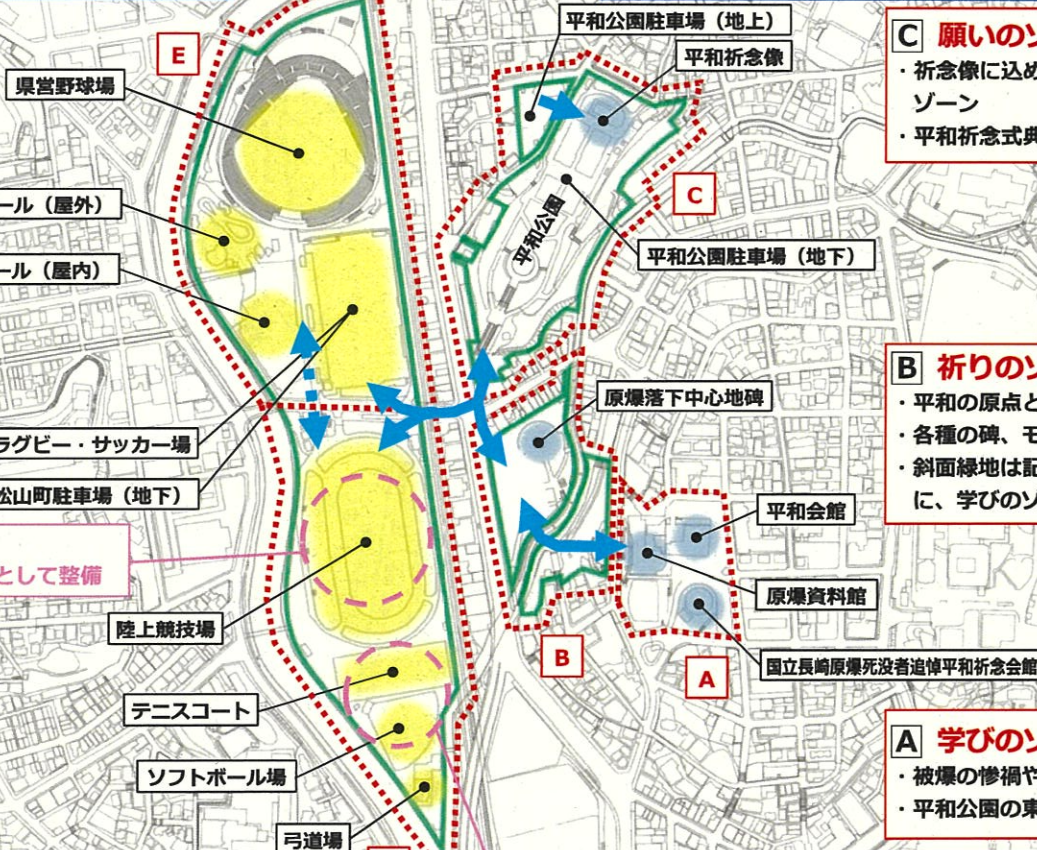 E
県営野球場
ール（屋外）
ール（屋内）
ラグビー・サッカー場
松山町駐車場（地下）
として整備
陸上競技場
テニスコート
ソフトボール場
弓道場
平和公園駐車場（地上）
平和祈念像
C
平和公園
平和公園駐車場（地下）
原爆落下中心地碑
平和会館
原爆資料館
国立長崎原爆死没者追悼平和祈念会館
B
A
C 願いのゾ
・祈念像に込め
ゾーン
・平和祈念式典
B 祈りのゾ
・平和の原点と
・各種の碑、モ
・斜面緑地は記
に、学びのゾ
A 学びのゾ
・被爆の惨禍や
・平和公園の東